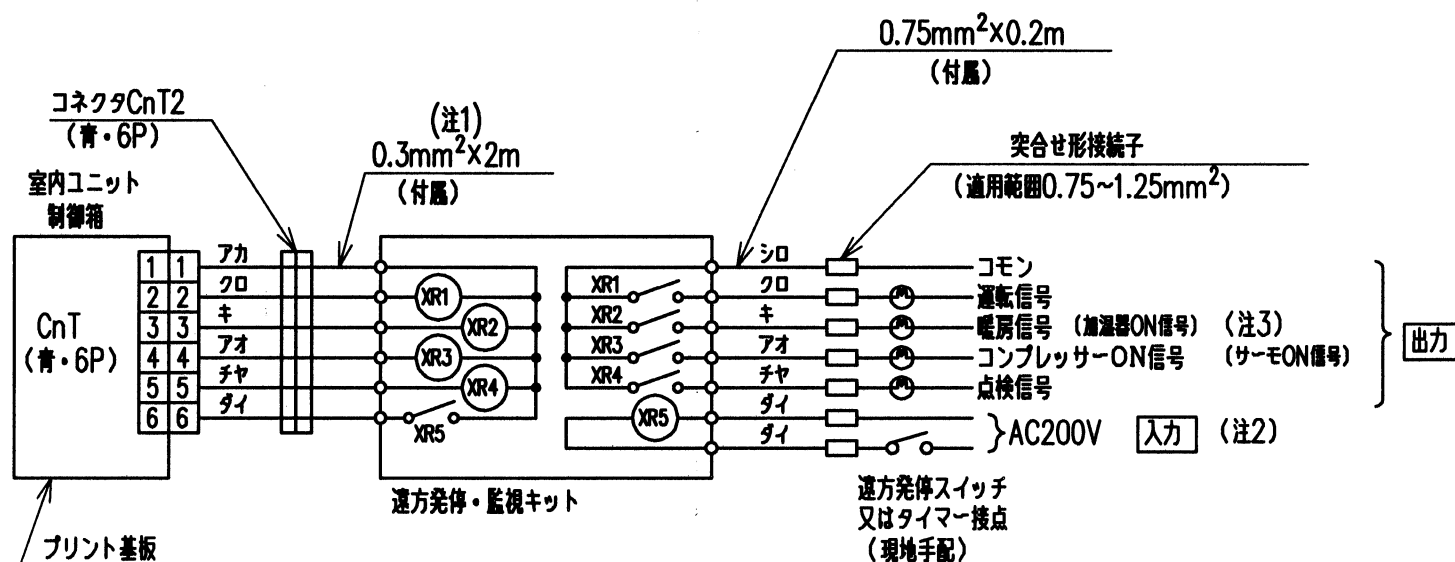 0.75mm²×0.2m
(付属)
コネクタCnT2
(青・6P)
(注1)
0.3mm²×2m
(付属)
突合せ形接続子
(適用範囲0.75~1.25mm²)
室内ユニット
制御箱
CnT
(青・6P)
1 1 アカ
2 2 クロ
3 3 キ
4 4 アオ
5 5 チヤ
6 6 ダイ
XR1
XR2
XR3
XR4
XR5
XR1
XR2
XR3
XR4
XR5
シロ コモン
クロ 運転信号
キ 暖房信号 (加湿器ON信号) (注3)
アオ コンプレッサーON信号 (サーモON信号)
チヤ 点検信号
ダイ
ダイ
出力
AC200V 入力 (注2)
遠方発停・監視キット
遠方発停スイッチ
又はタイマー接点
(現地手配)
プリント基板